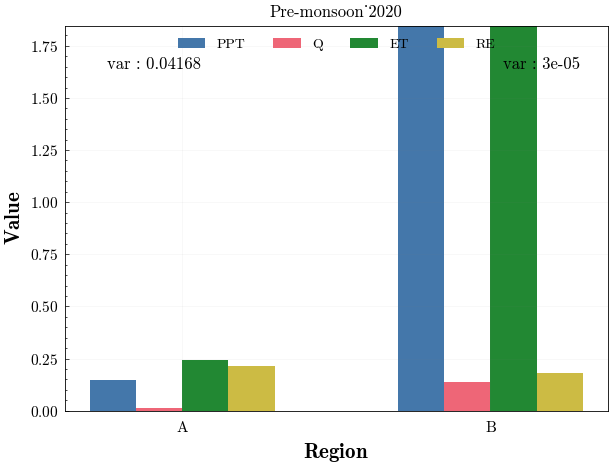 Pre-monsoon˙2020
PPT Q ET RE
var : 0.04168 var : 3e-05
Value
1.75
1.50
1.25
1.00
0.75
0.50
0.25
0.00
A B
Region